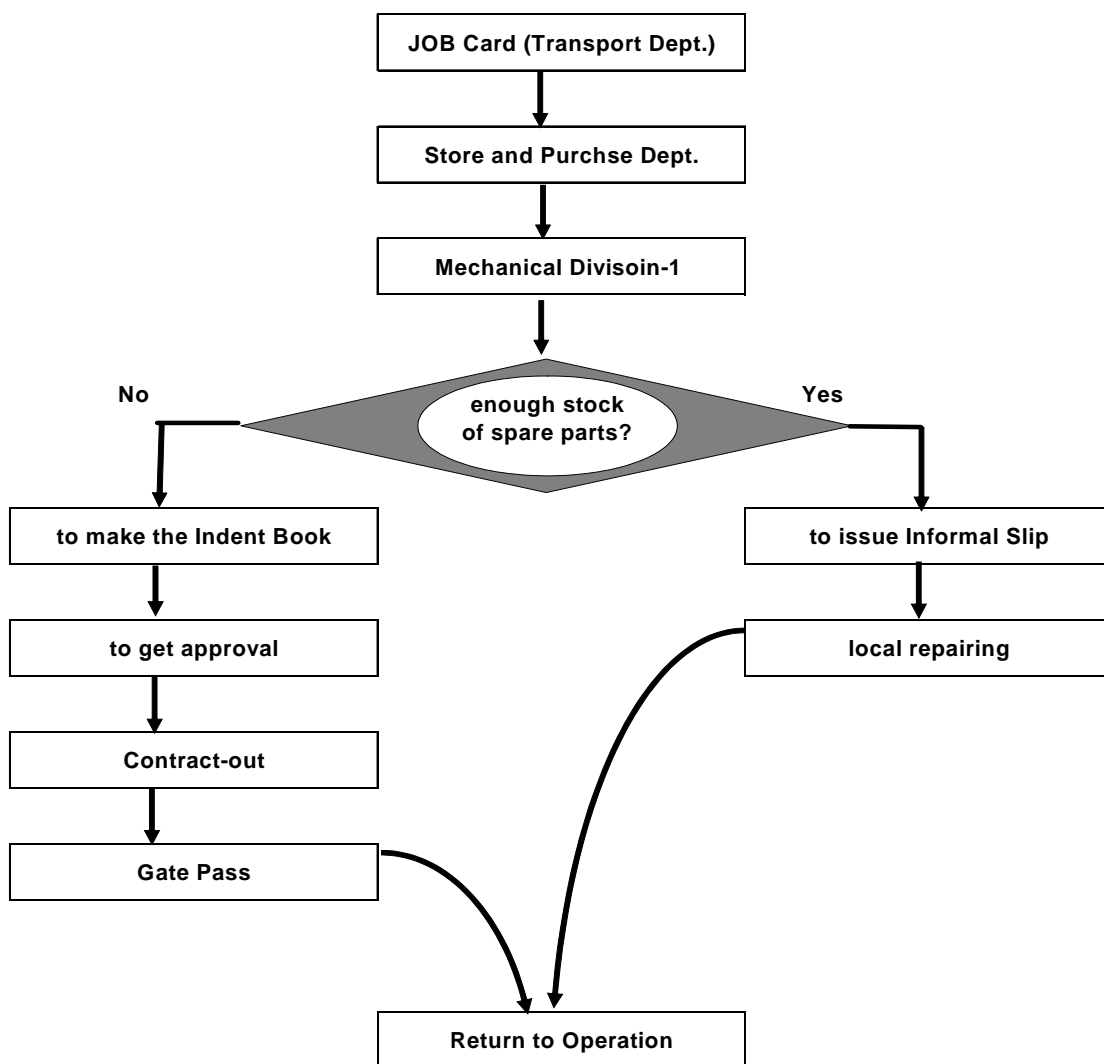 JOB Card (Transport Dept.)
Store and Purchse Dept.
Mechanical Divisoin-1
No
Yes
enough stock
of spare parts?
to make the Indent Book
to issue Informal Slip
to get approval
local repairing
Contract-out
Gate Pass
Return to Operation